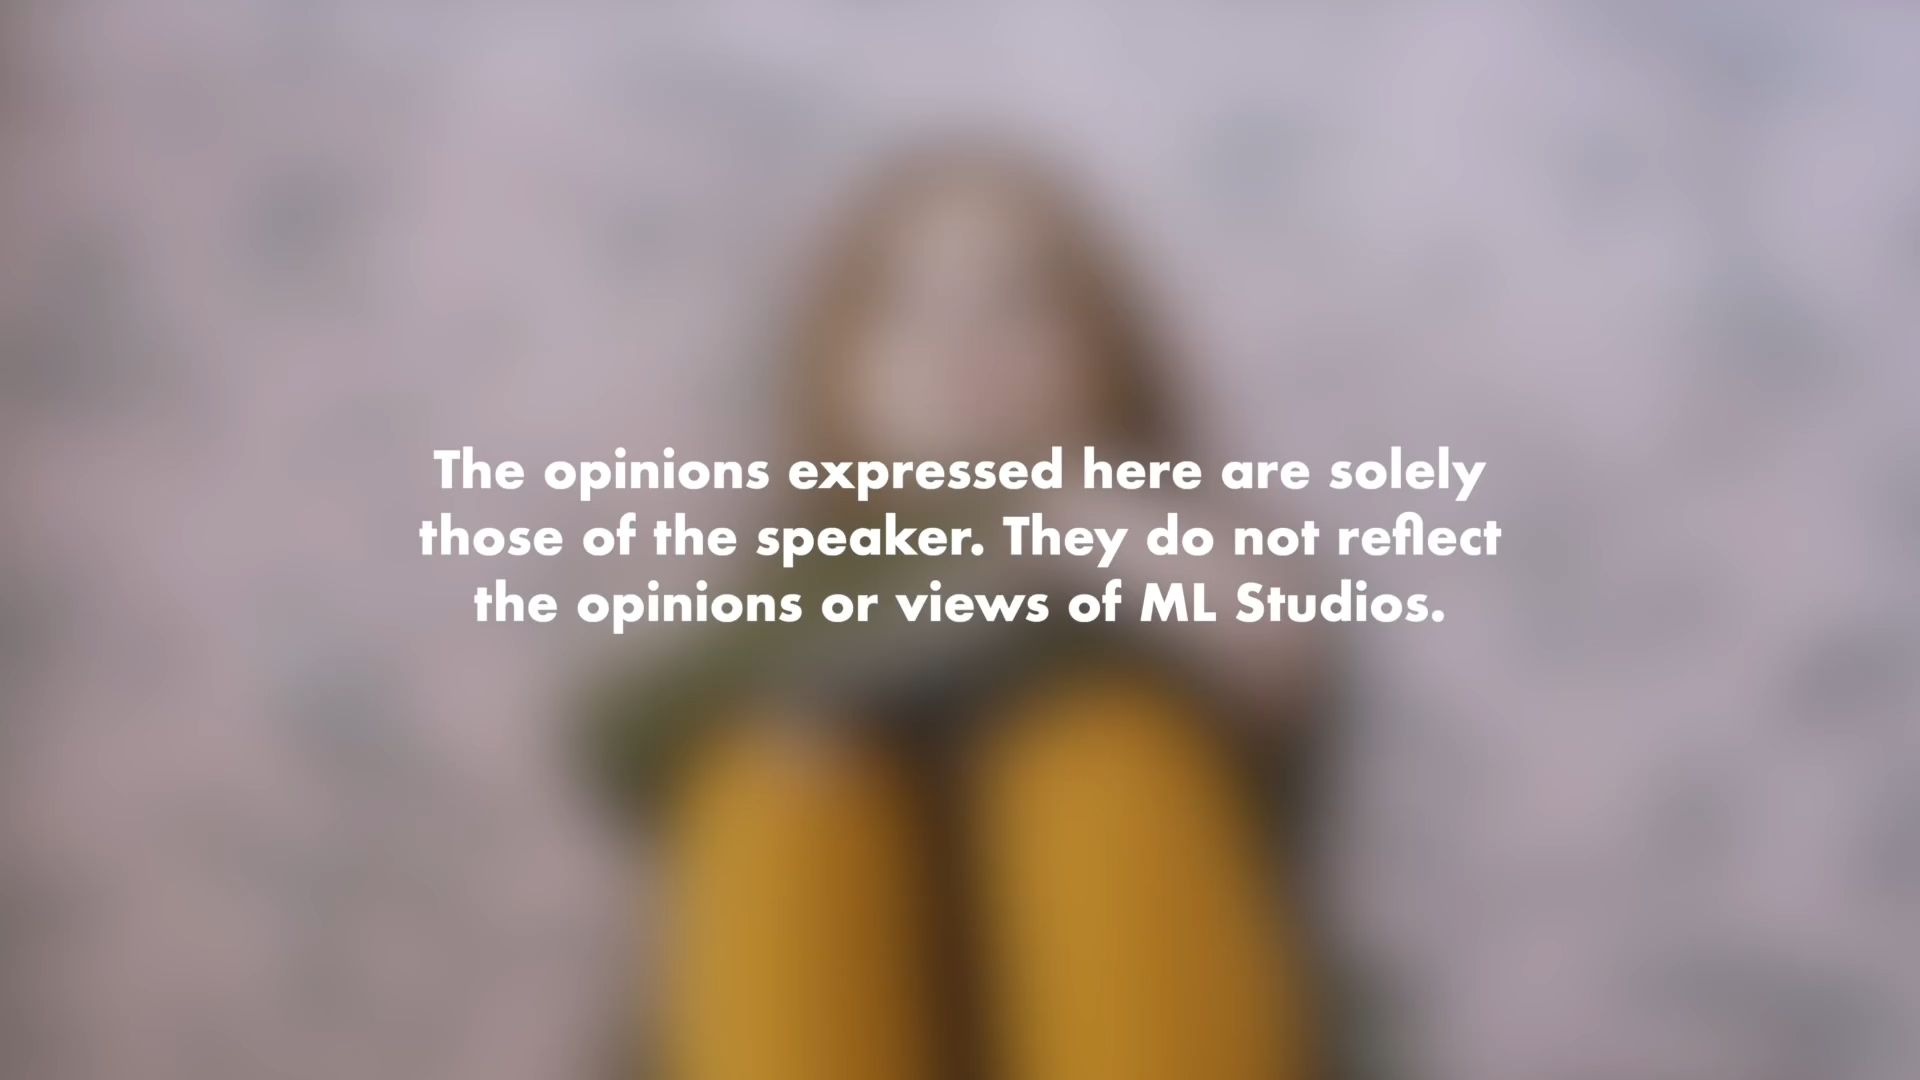 The opinions expressed here are solely
those of the speaker. They do not reflect
the opinions or views of ML Studios.